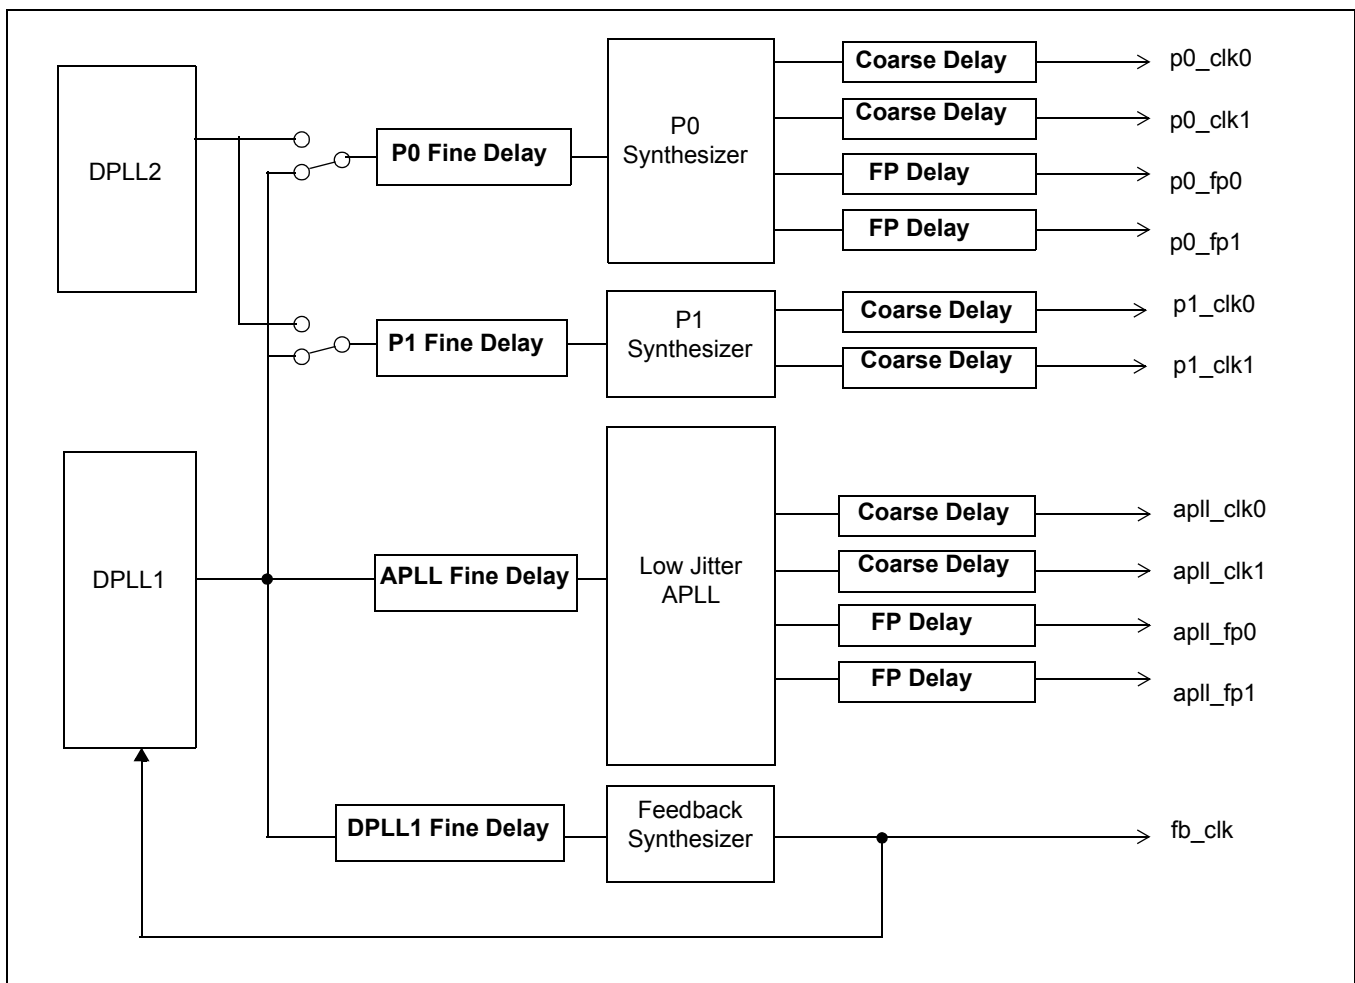 DPLL2
P0 Fine Delay
P0
Synthesizer
Coarse Delay
p0_clk0
Coarse Delay
p0_clk1
FP Delay
p0_fp0
FP Delay
p0_fp1
P1 Fine Delay
P1
Synthesizer
Coarse Delay
p1_clk0
Coarse Delay
p1_clk1
DPLL1
APLL Fine Delay
Low Jitter
APLL
Coarse Delay
apll_clk0
Coarse Delay
apll_clk1
FP Delay
apll_fp0
FP Delay
apll_fp1
DPLL1 Fine Delay
Feedback
Synthesizer
fb_clk